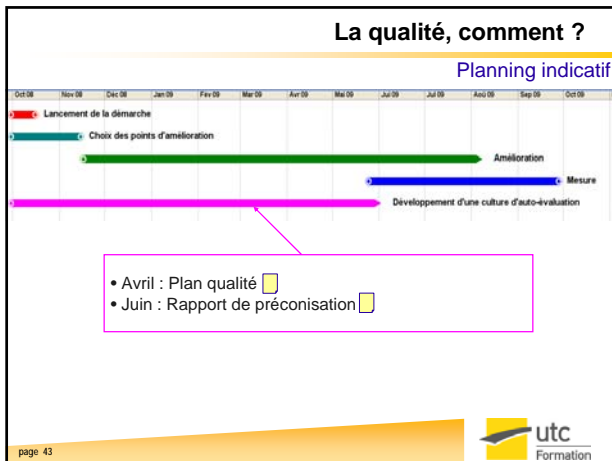 La qualité, comment ?
Planning indicatif
Oct 08 Nov 08 Déc 08 Jan 09 Fev 09 Mar 09 Avr 09 Mai 09 Jui 09 Jul 09 Aoû 09 Sep 09 Oct 09
Lancement de la démarche
Choix des points d'amélioration
Amélioration
Mesure
Développement d'une culture d'auto-évaluation
• Avril : Plan qualité
• Juin : Rapport de préconisation
page 43
utc
Formation